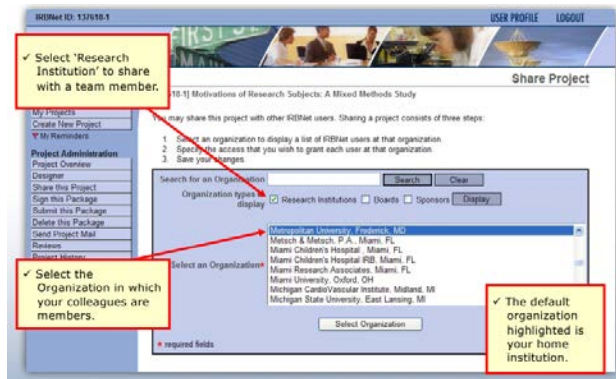 IRBNet ID: 137618-1
USER PROFILE LOGOUT
✓ Select 'Research
Institution' to share
with a team member.
Share Project
18-1] Motivations of Research Subjects: A Mixed Methods Study
My Projects
Create New Project
My Reminders
Project Administration
Project Overview
Designer
Share this Project
Sign this Package
Submit this Package
Delete this Package
Send Project Mail
Reviews
Project History
You may share this project with other IRBNet users. Sharing a project consists of three steps:
1. Select an organization to display a list of IRBNet users at that organization.
2. Specify the access that you wish to grant each user at that organization.
3. Save your changes.
Search for an Organization Search Clear
Organization types to
display Research Institutions Boards Sponsors Display
Select an Organization*
Metropolitan University, Frederick, MD
Metsch & Metsch, P.A., Miami, FL
Miami Children's Hospital , Miami, FL
Miami Children's Hospital IRB, Miami, FL
Miami Research Associates, Miami, FL
Miami University, Oxford, OH
Michigan CardioVascular Institute, Midland, MI
Michigan State University, East Lansing, MI
Select Organization
* required fields
✓ Select the
Organization in which
your colleagues are
members.
✓ The default
organization
highlighted is
your home
institution.